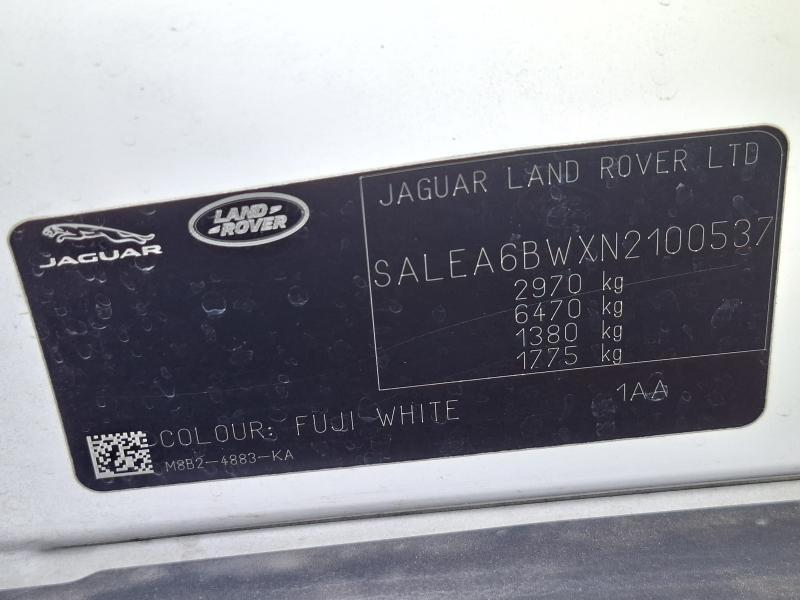 JAGUAR
LAND
ROVER
JAGUAR LAND ROVER LTD
SALEA6BWXN2100537
2970 kg
6470 kg
1380 kg
1775 kg
1AA
COLOUR: FUJI WHITE
M8B2-4883-KA